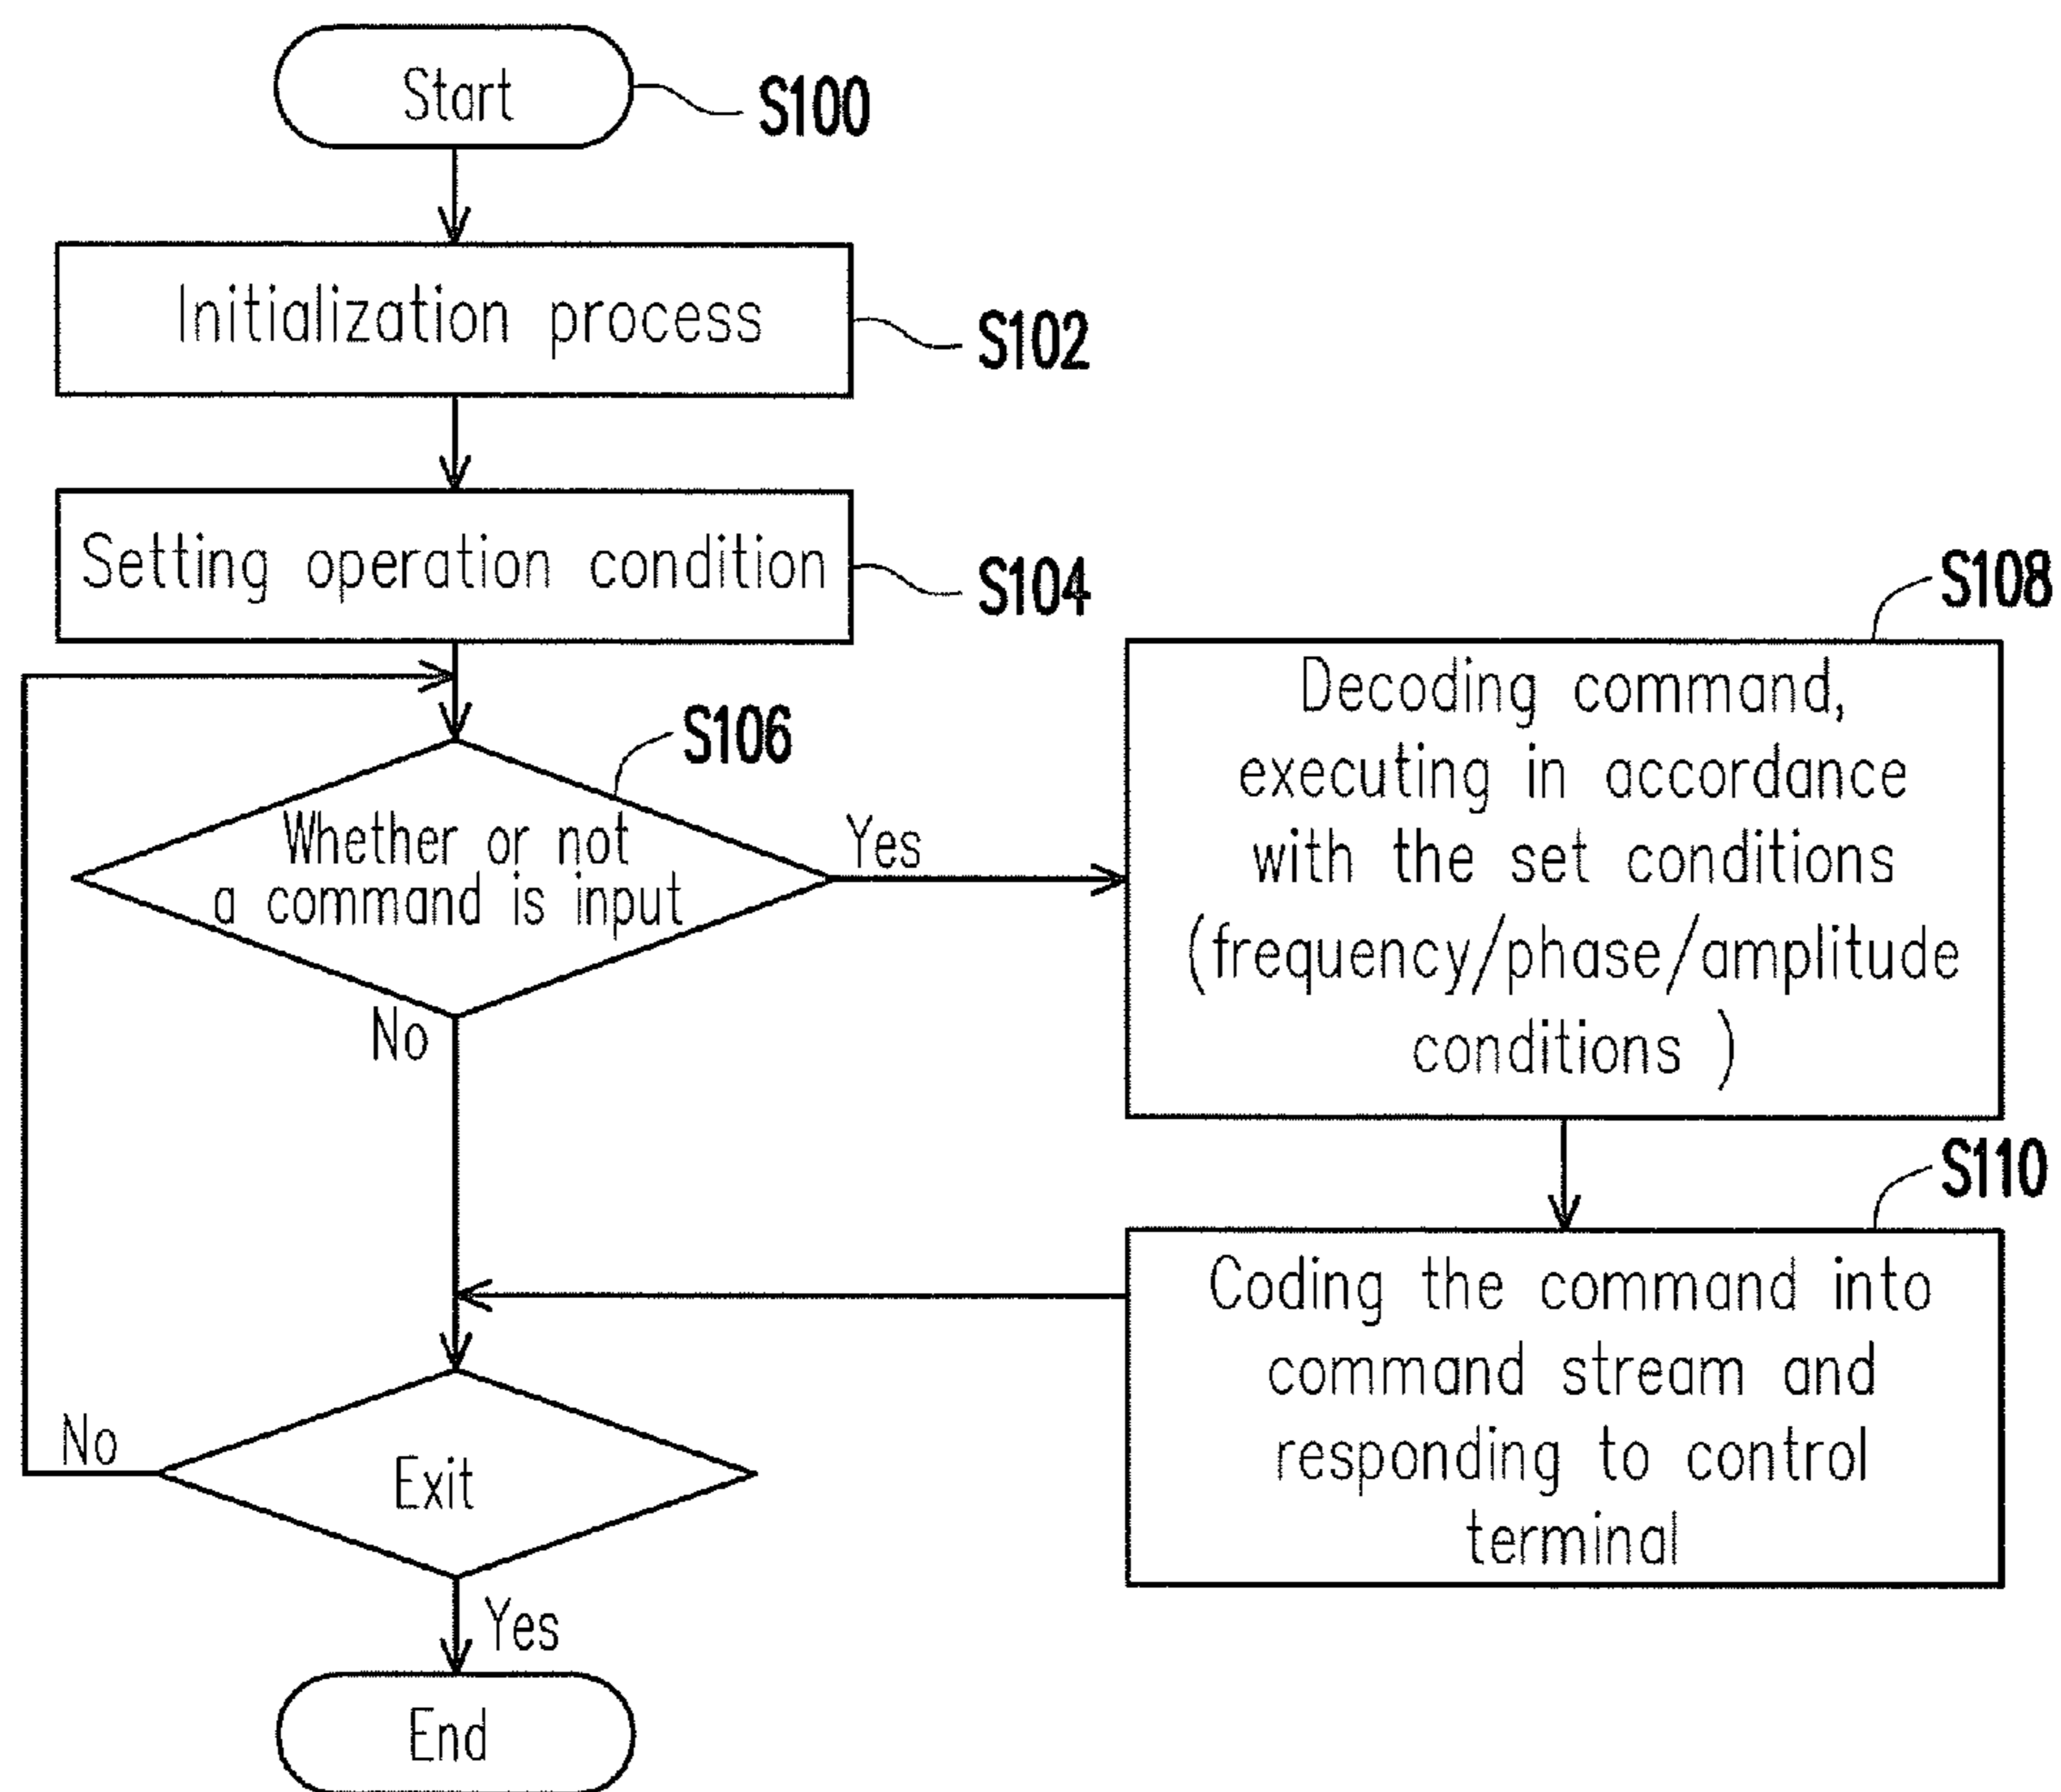 Start
S100
Initialization process
S102
Setting operation condition
S104
S106
Whether or not
a command is input
Yes
No
S108
Decoding command,
executing in accordance
with the set conditions
(frequency/phase/amplitude
conditions )
S110
Coding the command into
command stream and
responding to control
terminal
No
Exit
Yes
End